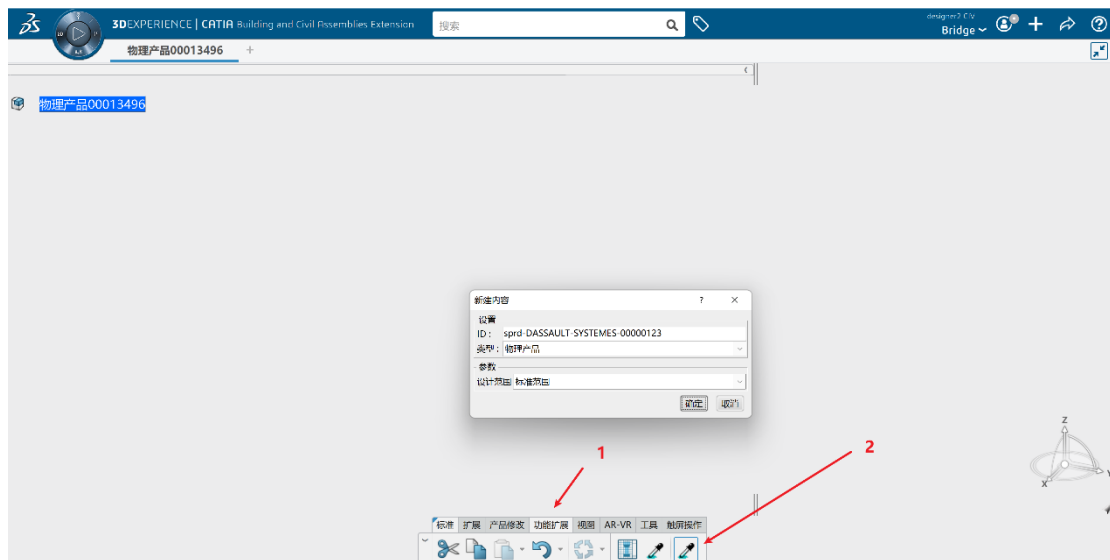 3DEXPERIENCE | CATIA Building and Civil Assemblies Extension
搜索
designer2 Civ
Bridge
物理产品00013496
物理产品00013496
新建内容
设置
ID： sprd-DASSAULT-SYSTEMES-00000123
类型： 物理产品
参数
设计范围 标准范围
确定 取消
1
2
Z
Y
X
标准 扩展 产品修改 功能扩展 视图 AR-VR 工具 触屏操作